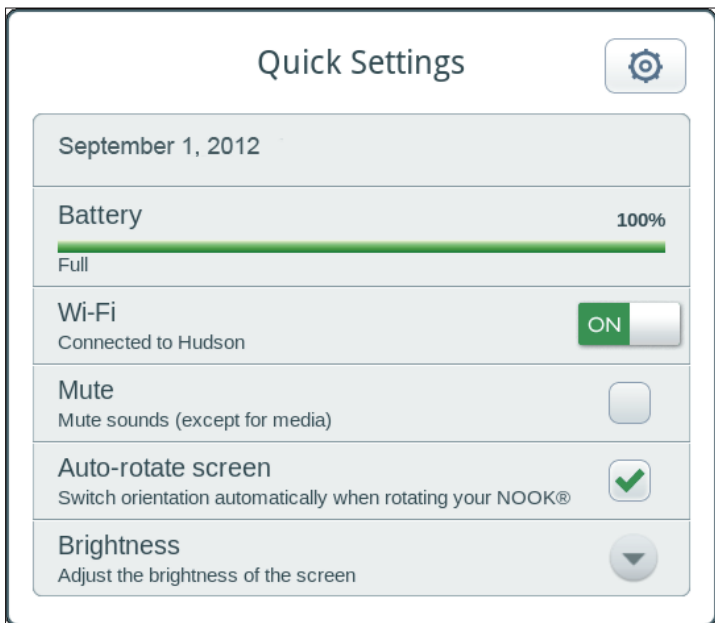 Quick Settings
September 1, 2012
Battery
100%
Full
Wi-Fi
Connected to Hudson
ON
Mute
Mute sounds (except for media)
Auto-rotate screen
Switch orientation automatically when rotating your NOOK®
Brightness
Adjust the brightness of the screen